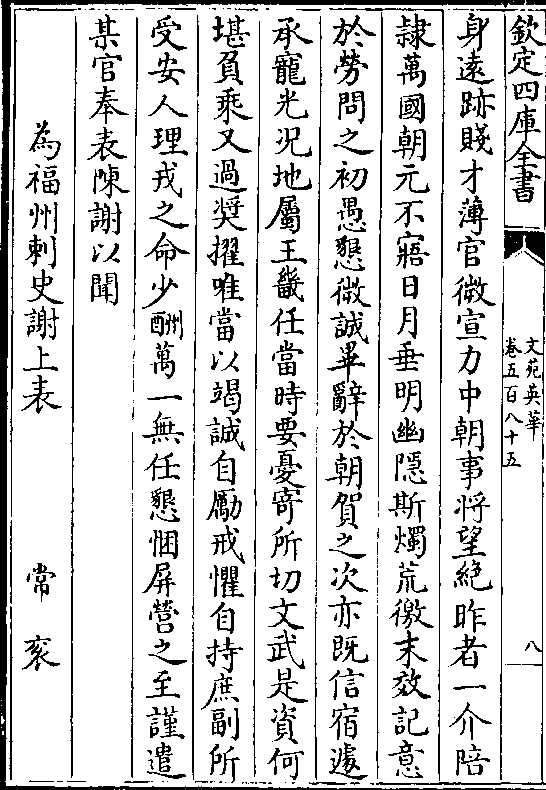 欽定四庫全書
文苑英華
卷五百八十五
八
身遠跡賤才薄官微宣力中朝事將望絶昨者一介陪
隷萬國朝元不寤日月垂明幽隱斯燭荒徼末效記意
於勞問之初愚懇微誠畢辭於朝賀之次亦既信宿遽
承寵光況地屬王畿任當時要憂寄所切文武是資何
堪負乗又過奨擢唯當以竭誠自勵戒懼自持庶副所
受安人理戎之命少酬萬一無任懇悃屏營之至謹遣
某官奉表陳謝以聞
為福州刺史謝上表　常衮